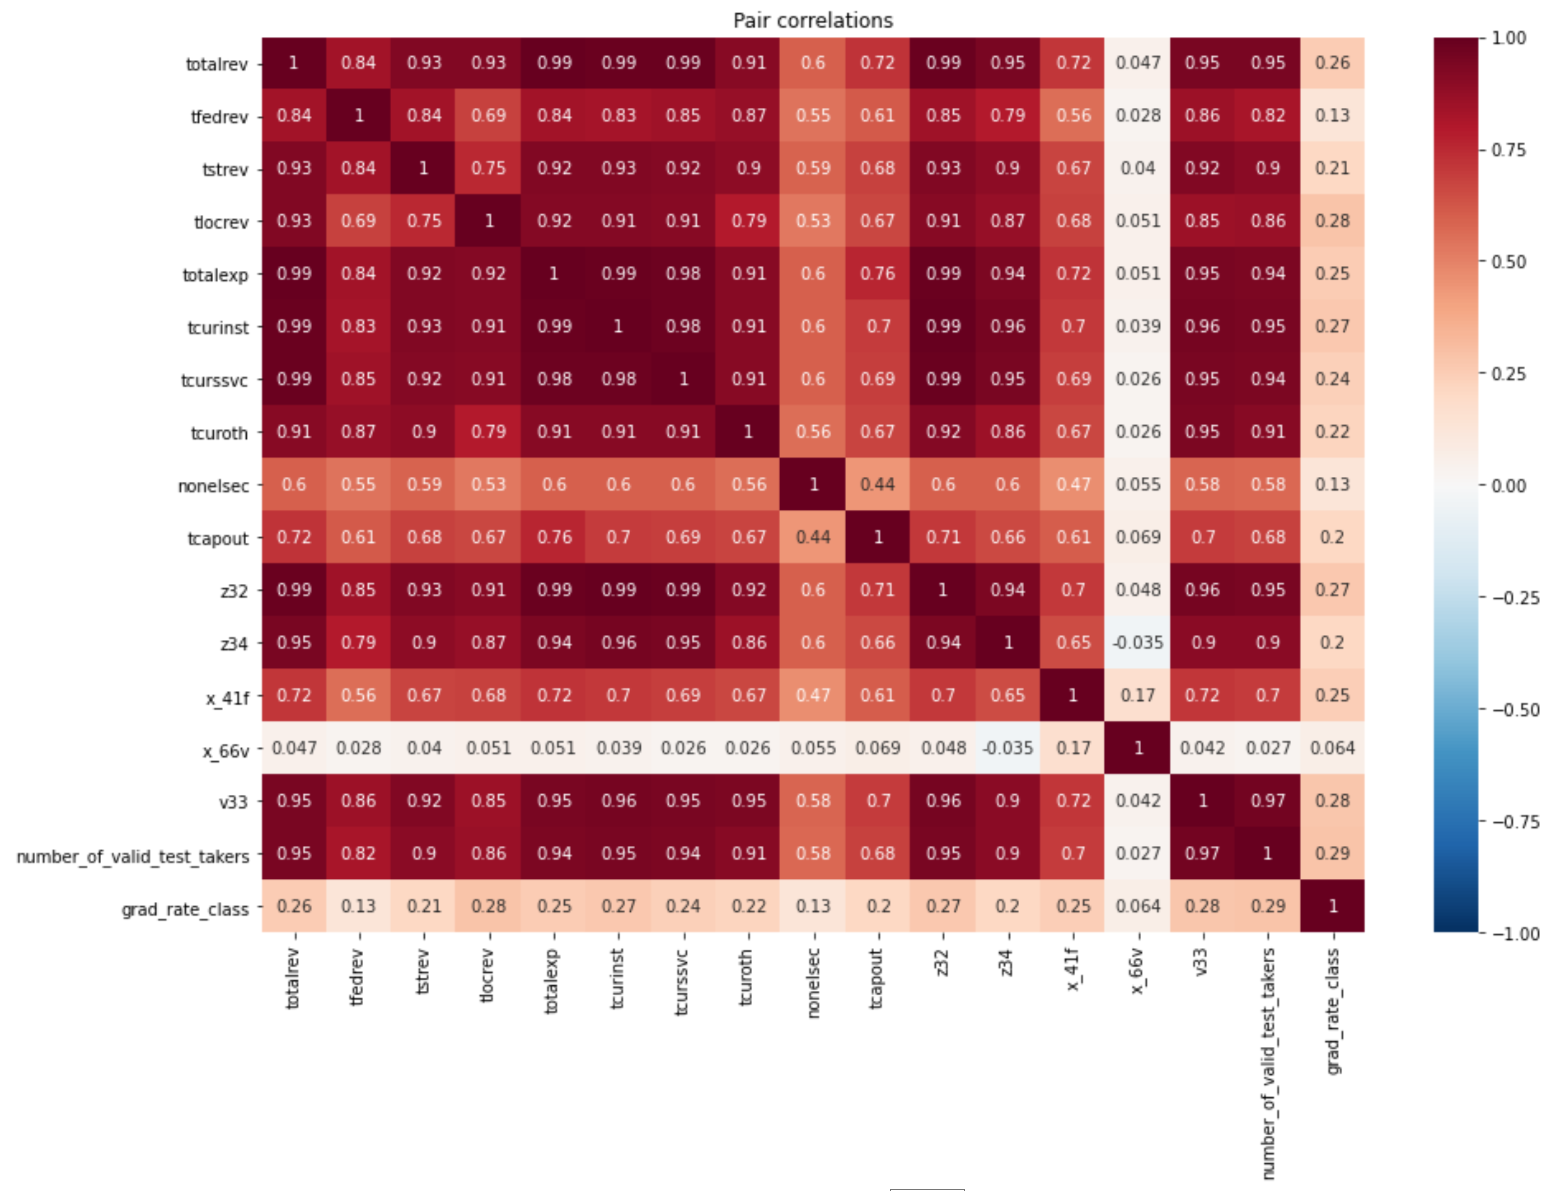 Pair correlations
totalrev 1 0.84 0.93 0.93 0.99 0.99 0.99 0.91 0.6 0.72 0.99 0.95 0.72 0.047 0.95 0.95 0.26
tfedrev 0.84 1 0.84 0.69 0.84 0.83 0.85 0.87 0.55 0.61 0.85 0.79 0.56 0.028 0.86 0.82 0.13
tstrev 0.93 0.84 1 0.75 0.92 0.93 0.92 0.9 0.59 0.68 0.93 0.9 0.67 0.04 0.92 0.9 0.21
tlocrev 0.93 0.69 0.75 1 0.92 0.91 0.91 0.79 0.53 0.67 0.91 0.87 0.68 0.051 0.85 0.86 0.28
totalexp 0.99 0.84 0.92 0.92 1 0.99 0.98 0.91 0.6 0.76 0.99 0.94 0.72 0.051 0.95 0.94 0.25
tcurinst 0.99 0.83 0.93 0.91 0.99 1 0.98 0.91 0.6 0.7 0.99 0.96 0.7 0.039 0.96 0.95 0.27
tcurssvc 0.99 0.85 0.92 0.91 0.98 0.98 1 0.91 0.6 0.69 0.99 0.95 0.69 0.026 0.95 0.94 0.24
tcuroth 0.91 0.87 0.9 0.79 0.91 0.91 0.91 1 0.56 0.67 0.92 0.86 0.67 0.026 0.95 0.91 0.22
nonelsec 0.6 0.55 0.59 0.53 0.6 0.6 0.6 0.56 1 0.44 0.6 0.6 0.47 0.055 0.58 0.58 0.13
tcapout 0.72 0.61 0.68 0.67 0.76 0.7 0.69 0.67 0.44 1 0.71 0.66 0.61 0.069 0.7 0.68 0.2
z32 0.99 0.85 0.93 0.91 0.99 0.99 0.99 0.92 0.6 0.71 1 0.94 0.7 0.048 0.96 0.95 0.27
z34 0.95 0.79 0.9 0.87 0.94 0.96 0.95 0.86 0.6 0.66 0.94 1 0.65 -0.035 0.9 0.9 0.2
x_41f 0.72 0.56 0.67 0.68 0.72 0.7 0.69 0.67 0.47 0.61 0.7 0.65 1 0.17 0.72 0.7 0.25
x_66v 0.047 0.028 0.04 0.051 0.051 0.039 0.026 0.026 0.055 0.069 0.048 -0.035 0.17 1 0.042 0.027 0.064
v33 0.95 0.86 0.92 0.85 0.95 0.96 0.95 0.95 0.58 0.7 0.96 0.9 0.72 0.042 1 0.97 0.28
number_of_valid_test_takers 0.95 0.82 0.9 0.86 0.94 0.95 0.94 0.91 0.58 0.68 0.95 0.9 0.7 0.027 0.97 1 0.29
grad_rate_class 0.26 0.13 0.21 0.28 0.25 0.27 0.24 0.22 0.13 0.2 0.27 0.2 0.25 0.064 0.28 0.29 1
totalrev
tfedrev
tstrev
tlocrev
totalexp
tcurinst
tcurssvc
tcuroth
nonelsec
tcapout
z32
z34
x_41f
x_66v
v33
number_of_valid_test_takers
grad_rate_class
1.00
0.75
0.50
0.25
0.00
−0.25
−0.50
−0.75
−1.00